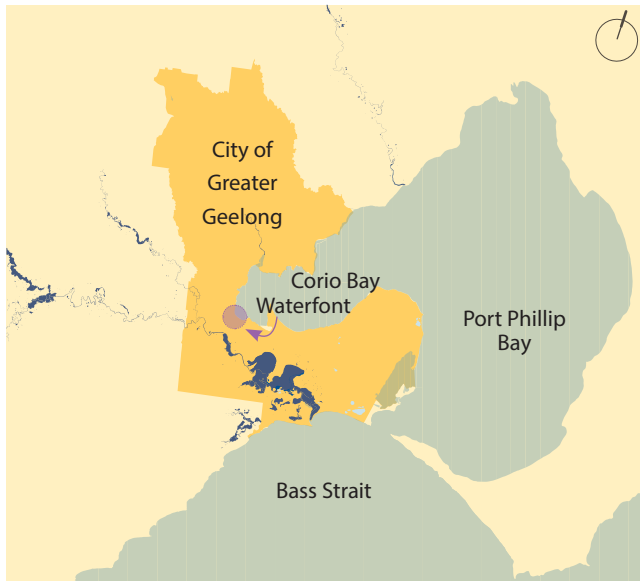 City of
Greater
Geelong
Corio Bay
Waterfont
Port Phillip
Bay
Bass Strait